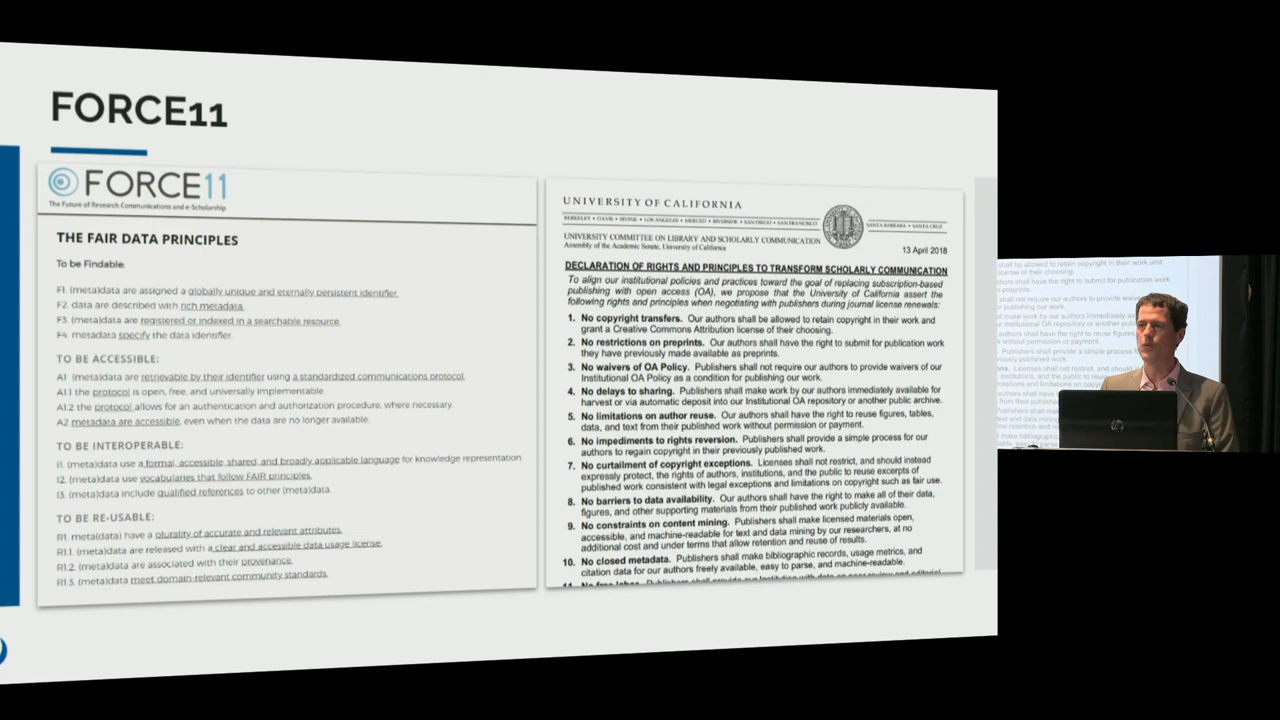 FORCE11
FORCE11
The Future of Research Communications and e-Scholarship
THE FAIR DATA PRINCIPLES
To be Findable:
F1. (meta)data are assigned a globally unique and eternally persistent identifier.
F2. data are described with rich metadata.
F3. (meta)data are registered or indexed in a searchable resource.
F4. metadata specify the data identifier.
TO BE ACCESSIBLE:
A1 (meta)data are retrievable by their identifier using a standardized communications protocol.
A1.1 the protocol is open, free, and universally implementable.
A1.2 the protocol allows for an authentication and authorization procedure, where necessary.
A2 metadata are accessible, even when the data are no longer available.
TO BE INTEROPERABLE:
I1. (meta)data use a formal, accessible, shared, and broadly applicable language for knowledge representation.
I2. (meta)data use vocabularies that follow FAIR principles.
I3. (meta)data include qualified references to other (meta)data.
TO BE RE-USABLE:
R1. meta(data) have a plurality of accurate and relevant attributes.
R1.1. (meta)data are released with a clear and accessible data usage license.
R1.2. (meta)data are associated with their provenance.
R1.3. (meta)data meet domain-relevant community standards.
UNIVERSITY OF CALIFORNIA
BERKELEY • DAVIS • IRVINE • LOS ANGELES • MERCED • RIVERSIDE • SAN DIEGO • SAN FRANCISCO
SANTA BARBARA • SANTA CRUZ
UNIVERSITY COMMITTEE ON LIBRARY AND SCHOLARLY COMMUNICATION
Assembly of the Academic Senate, University of California
13 April 2018
DECLARATION OF RIGHTS AND PRINCIPLES TO TRANSFORM SCHOLARLY COMMUNICATION
To align our institutional policies and practices toward the goal of replacing subscription-based
publishing with open access (OA), we propose that the University of California assert the
following rights and principles when negotiating with publishers during journal license renewals:
1. No copyright transfers. Our authors shall be allowed to retain copyright in their work and
grant a Creative Commons Attribution license of their choosing.
2. No restrictions on preprints. Our authors shall have the right to submit for publication work
they have previously made available as preprints.
3. No waivers of OA Policy. Publishers shall not require our authors to provide waivers of our
Institutional OA Policy as a condition for publishing our work.
4. No delays to sharing. Publishers shall make work by our authors immediately available for
harvest or via automatic deposit into our Institutional OA repository or another public archive.
5. No limitations on author reuse. Our authors shall have the right to reuse figures, tables,
data, and text from their published work without permission or payment.
6. No impediments to rights reversion. Publishers shall provide a simple process for our
authors to regain copyright in their previously published work.
7. No curtailment of copyright exceptions. Licenses shall not restrict, and should instead
expressly protect, the rights of authors, institutions, and the public to reuse excerpts of
published work consistent with legal exceptions and limitations on copyright such as fair use.
8. No barriers to data availability. Our authors shall have the right to make all of their data,
figures, and other supporting materials from their published work publicly available.
9. No constraints on content mining. Publishers shall make licensed materials open,
accessible, and machine-readable for text and data mining by our researchers, at no
additional cost and under terms that allow retention and reuse of results.
10. No closed metadata. Publishers shall make bibliographic records, usage metrics, and
citation data for our authors freely available, easy to parse, and machine-readable.
hp